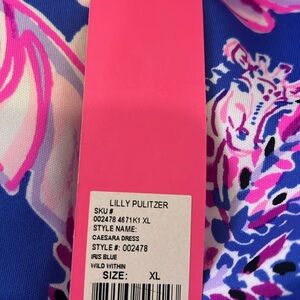 LILLY PULITZER
SKU #
002478 4671K1 XL
STYLE NAME:
CAESARA DRESS
STYLE #: 002478
IRIS BLUE
WILD WITHIN
SIZE: XL